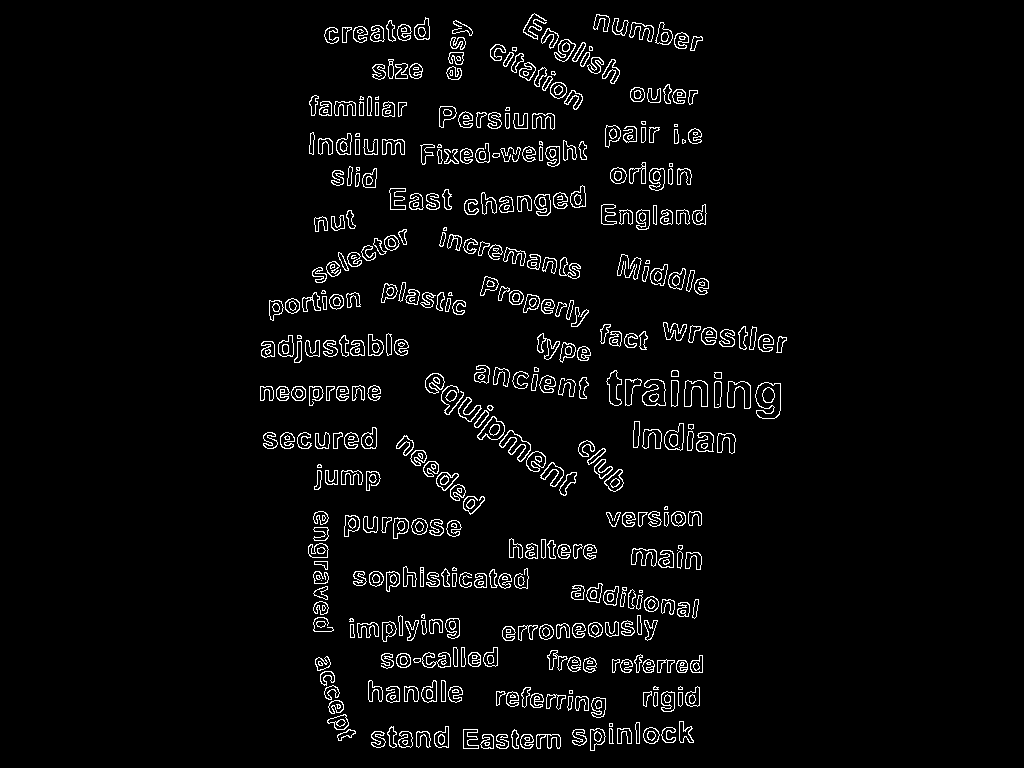 created easy English number
size citation outer
familiar Persium pair i.e
Indium Fixed-weight
slid origin
East changed England
nut
selector incremants Middle
portion plastic Properly
adjustable type fact wrestler
neoprene equipment ancient training
secured needed club Indian
jump
engraved purpose version
haltere main
sophisticated additional
implying erroneously
so-called free referred
accept handle referring rigid
stand Eastern spinlock